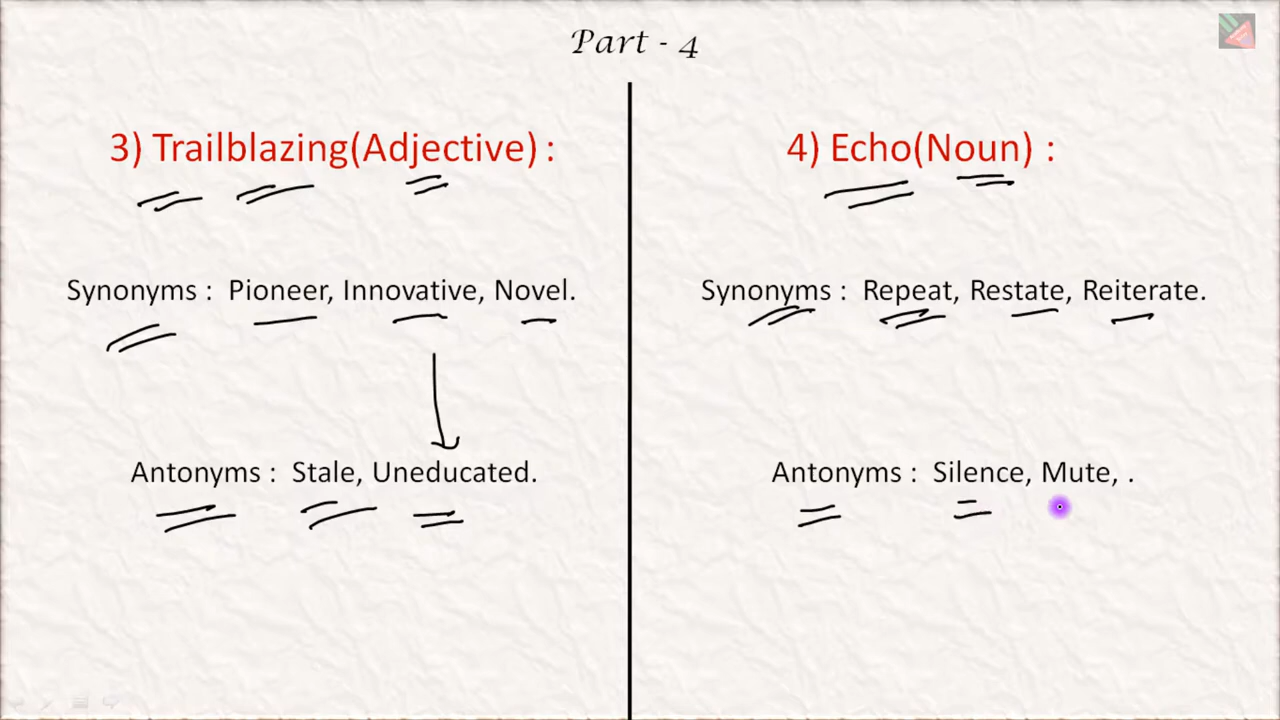 Part - 4
3) Trailblazing(Adjective) :
Synonyms : Pioneer, Innovative, Novel.
Antonyms : Stale, Uneducated.
4) Echo(Noun) :
Synonyms : Repeat, Restate, Reiterate.
Antonyms : Silence, Mute, .